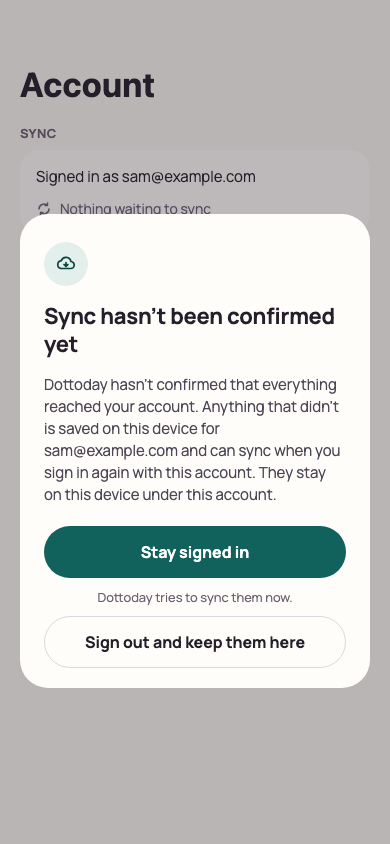 Account
SYNC
Signed in as sam@example.com
Nothing waiting to sync
Sync hasn't been confirmed
yet
Dottoday hasn't confirmed that everything
reached your account. Anything that didn't
is saved on this device for
sam@example.com and can sync when you
sign in again with this account. They stay
on this device under this account.
Stay signed in
Dottoday tries to sync them now.
Sign out and keep them here